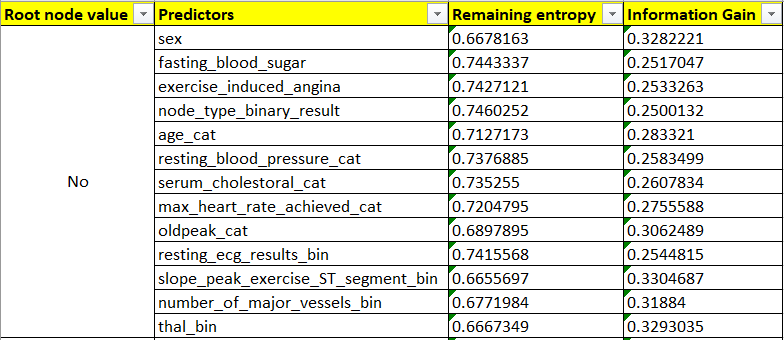 Root node value Predictors Remaining entropy Information Gain
sex 0.6678163 0.3282221
fasting_blood_sugar 0.7443337 0.2517047
exercise_induced_angina 0.7427121 0.2533263
node_type_binary_result 0.7460252 0.2500132
age_cat 0.7127173 0.283321
resting_blood_pressure_cat 0.7376885 0.2583499
No serum_cholestoral_cat 0.735255 0.2607834
max_heart_rate_achieved_cat 0.7204795 0.2755588
oldpeak_cat 0.6897895 0.3062489
resting_ecg_results_bin 0.7415568 0.2544815
slope_peak_exercise_ST_segment_bin 0.6655697 0.3304687
number_of_major_vessels_bin 0.6771984 0.31884
thal_bin 0.6667349 0.3293035